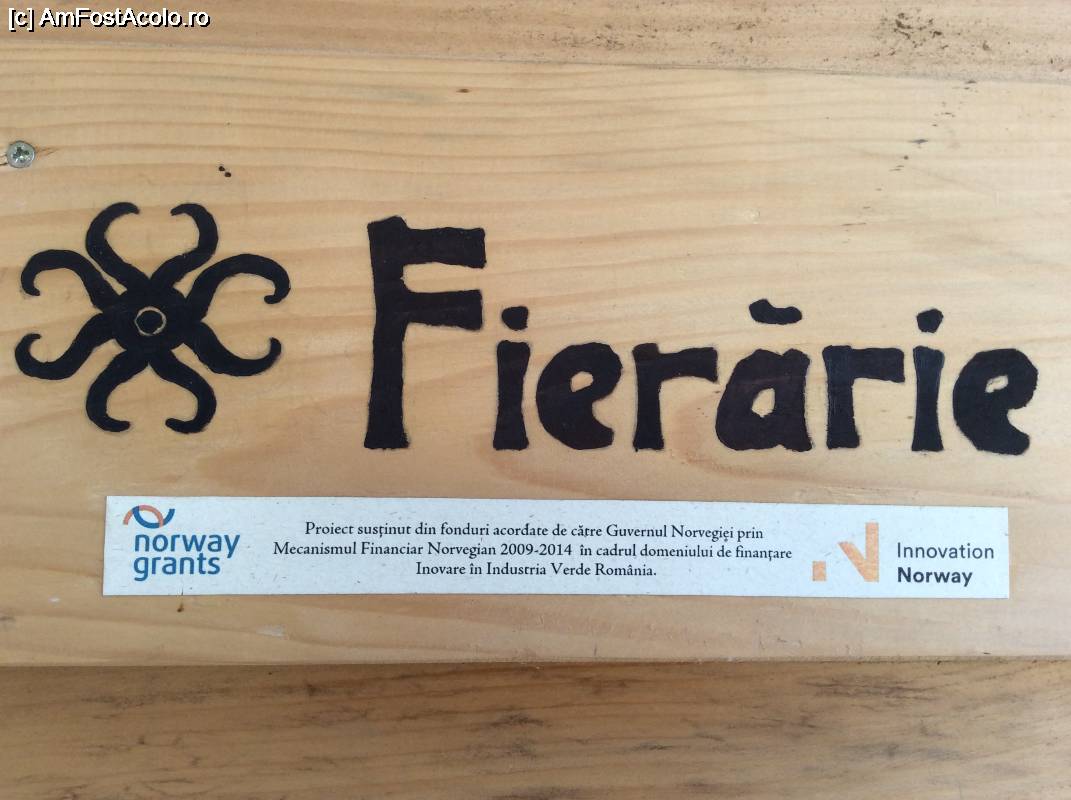 [c] AmFostAcolo.ro
Fierărie
norway
grants
Proiect susținut din fonduri acordate de către Guvernul Norvegiei prin
Mecanismul Financiar Norvegian 2009-2014 în cadrul domeniului de finanțare
Inovare în Industria Verde România.
Innovation
Norway